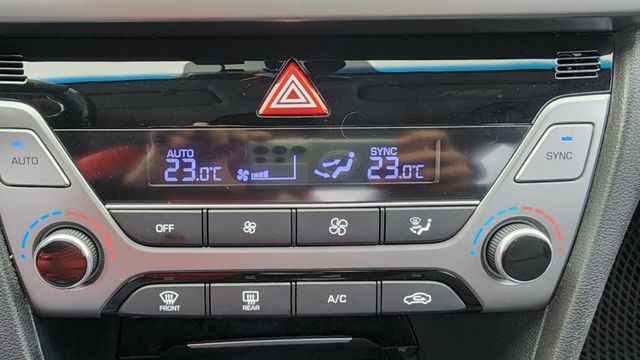 AUTO
SYNC
AUTO
SYNC
23.0°C
23.0°C
OFF
FRONT
REAR
A/C